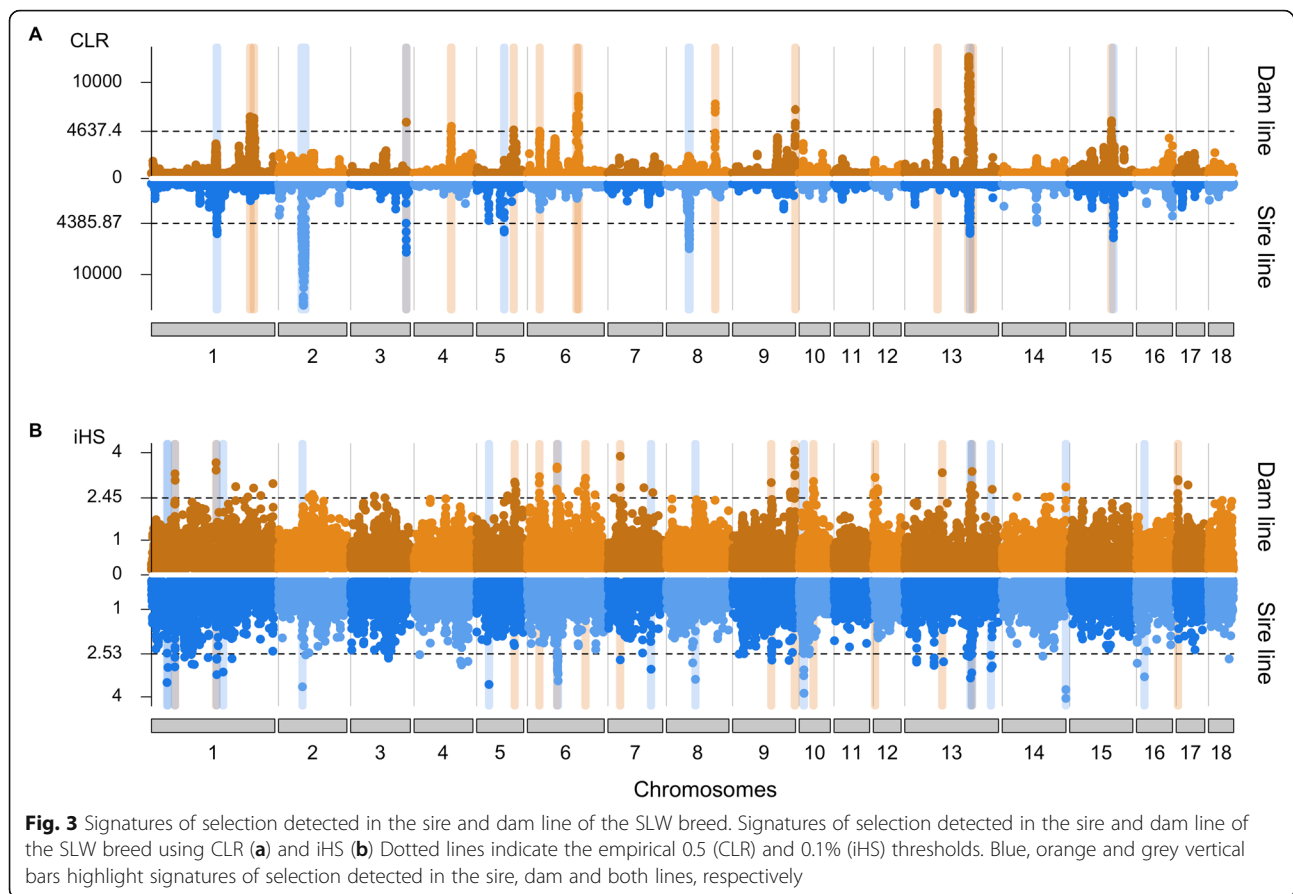 A
CLR
10000
4637.4
0
4385.87
10000
Dam line
Sire line
1 2 3 4 5 6 7 8 9 10 11 12 13 14 15 16 17 18
B
iHS
4
2.45
1
0
1
2.53
4
Dam line
Sire line
1 2 3 4 5 6 7 8 9 10 11 12 13 14 15 16 17 18
Chromosomes
Fig. 3 Signatures of selection detected in the sire and dam line of the SLW breed. Signatures of selection detected in the sire and dam line of
the SLW breed using CLR (a) and iHS (b) Dotted lines indicate the empirical 0.5 (CLR) and 0.1% (iHS) thresholds. Blue, orange and grey vertical
bars highlight signatures of selection detected in the sire, dam and both lines, respectively